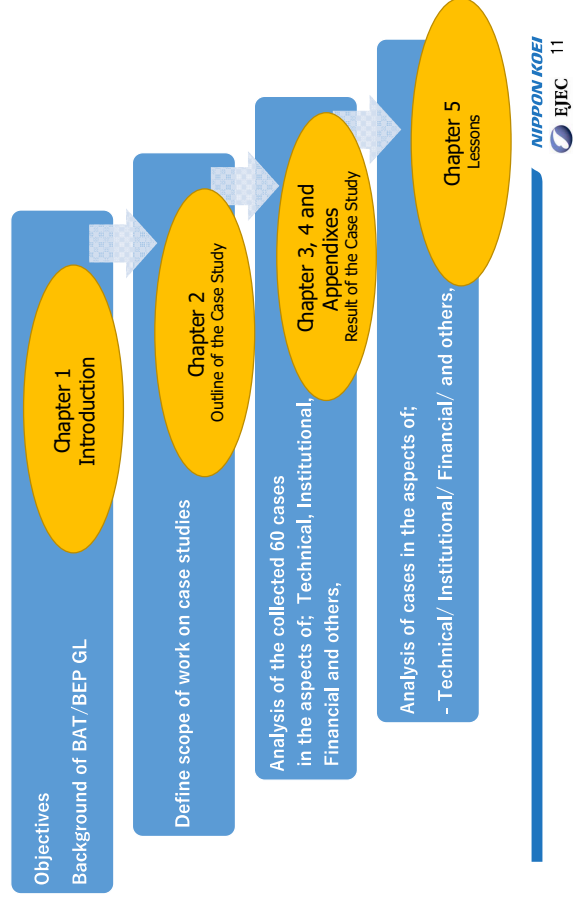 Objectives
Background of BAT/BEP GL
Chapter 1
Introduction
Define scope of work on case studies
Chapter 2
Outline of the Case Study
Analysis of the collected 60 cases
in the aspects of; Technical, Institutional,
Financial and others,
Chapter 3, 4 and
Appendixes
Result of the Case Study
Analysis of cases in the aspects of;
- Technical/ Institutional/ Financial/ and others,
Chapter 5
Lessons
NIPPON KOEI
EJEC 11